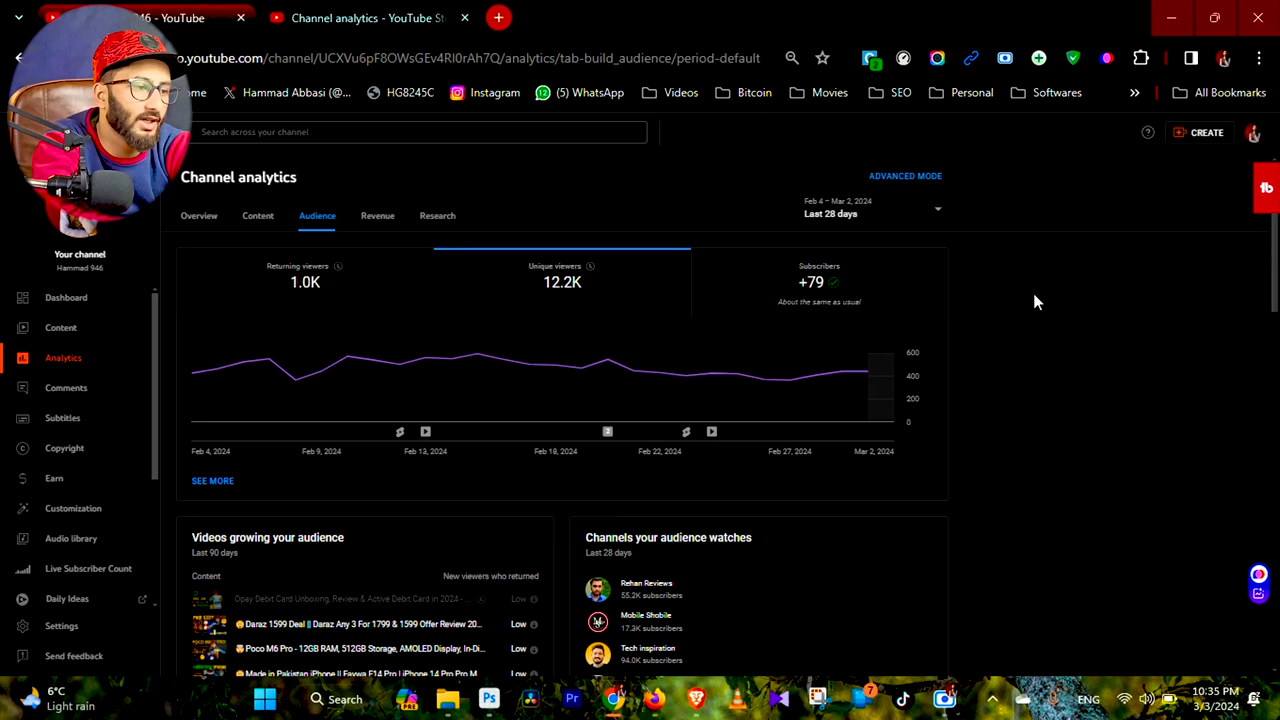 946 - YouTube
Channel analytics - YouTube St
o.youtube.com/channel/UCXVu6pF8OWsGEv4RI0rAh7Q/analytics/tab-build_audience/period-default
2
ome
Hammad Abbasi (@...
HG8245C
Instagram
(5) WhatsApp
Videos
Bitcoin
Movies
SEO
Personal
Softwares
»
All Bookmarks
Search across your channel
CREATE
Channel analytics
ADVANCED MODE
Feb 4 – Mar 2, 2024
Last 28 days
Overview
Content
Audience
Revenue
Research
Your channel
Hammad 946
Dashboard
Content
Analytics
Comments
Subtitles
Copyright
Earn
Customization
Audio library
Live Subscriber Count
Daily Ideas
Settings
Send feedback
Returning viewers
1.0K
Unique viewers
12.2K
Subscribers
+79
About the same as usual
600
400
200
0
2
Feb 4, 2024
Feb 9, 2024
Feb 13, 2024
Feb 18, 2024
Feb 22, 2024
Feb 27, 2024
Mar 2, 2024
SEE MORE
Videos growing your audience
Last 90 days
Content
New viewers who returned
Opay Debit Card Unboxing, Review & Active Debit Card in 2024 -...
Low
Daraz 1599 Deal || Daraz Any 3 For 1799 & 1599 Offer Review 20...
Low
Poco M6 Pro - 12GB RAM, 512GB Storage, AMOLED Display, In-Di...
Low
Made in Pakistan iPhone || Faywa F14 Pro iPhone 14 Pro Pro M
Low
Channels your audience watches
Last 28 days
Rehan Reviews
55.2K subscribers
Mobile Shobile
17.3K subscribers
Tech inspiration
94.0K subscribers
6°C
Light rain
Search
PRE
Ps
Pr
7
ENG
10:35 PM
3/3/2024